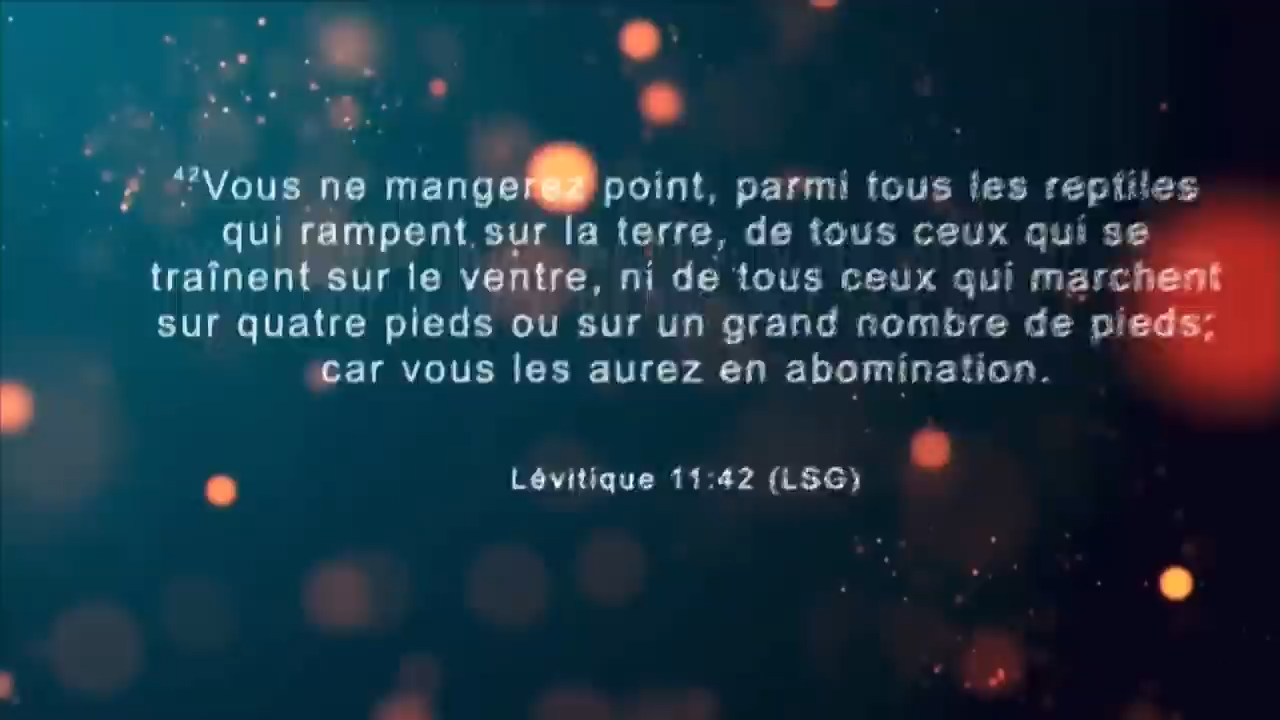 ⁴²Vous ne mangerez point, parmi tous les reptiles
qui rampent sur la terre, de tous ceux qui se
traînent sur le ventre, ni de tous ceux qui marchent
sur quatre pieds ou sur un grand nombre de pieds;
car vous les aurez en abomination.
Lévitique 11:42 (LSG)